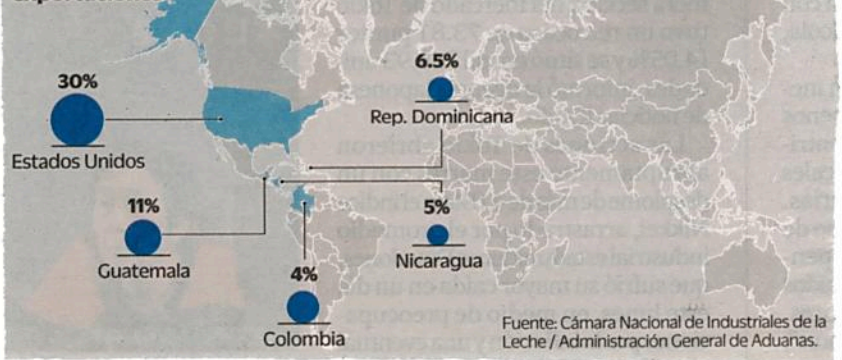 30%
Estados Unidos
6.5%
Rep. Dominicana
11%
Guatemala
5%
Nicaragua
4%
Colombia
Fuente: Cámara Nacional de Industriales de la
Leche / Administración General de Aduanas.